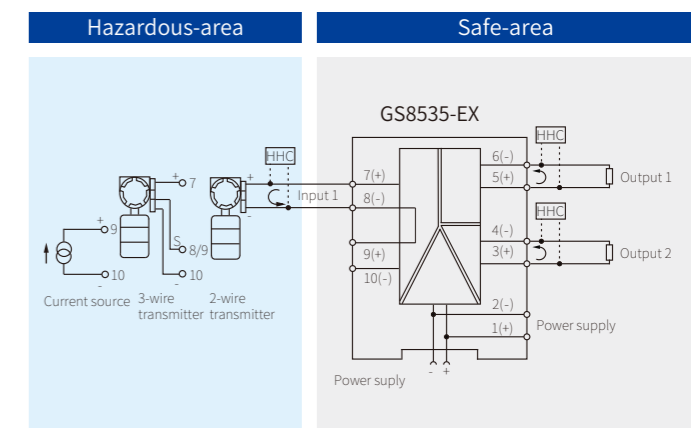 Hazardous-area
Safe-area
GS8535-EX
HHC
+
7
+
-
Input 1
+
9
S
8/9
-
10
-
10
Current source
3-wire
transmitter
2-wire
transmitter
7(+)
8(-)
9(+)
10(-)
HHC
6(-)
5(+)
Output 1
HHC
4(-)
3(+)
Output 2
2(-)
1(+)
Power supply
- +
Power suply